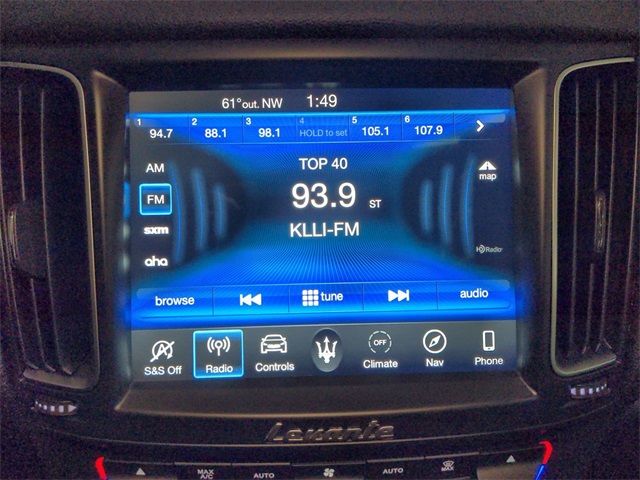 61°out. NW 1:49
1 2 3 4 5 6
94.7 88.1 98.1 HOLD to set 105.1 107.9
AM TOP 40 map
FM 93.9 ST
sxm KLLI-FM HD Radio
aha
browse tune audio
S&S Off Radio Controls OFF Climate Nav Phone
Levante
MAX A/C AUTO AUTO MAX